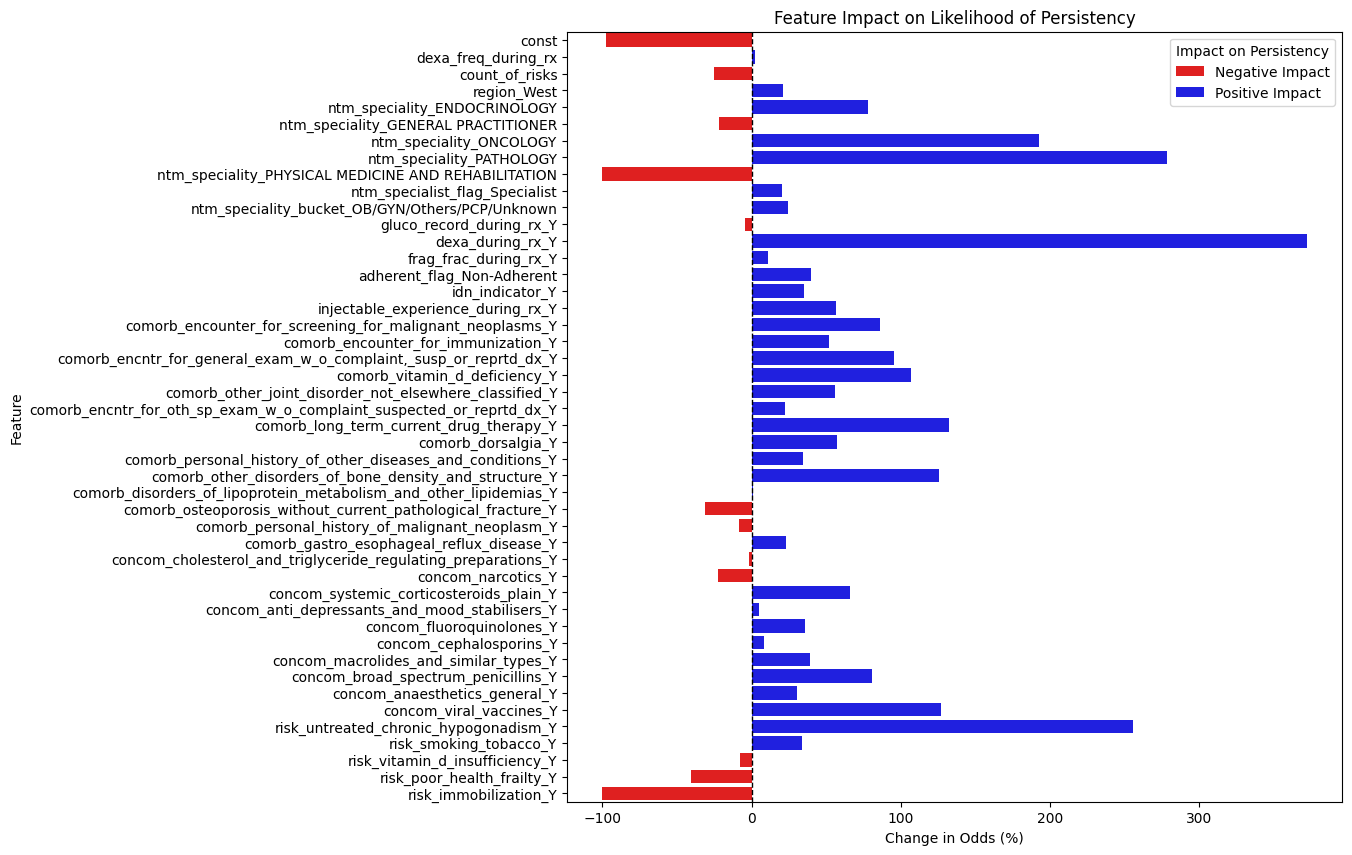 Feature Impact on Likelihood of Persistency
Impact on Persistency
Negative Impact
Positive Impact
Feature
const
dexa_freq_during_rx
count_of_risks
region_West
ntm_speciality_ENDOCRINOLOGY
ntm_speciality_GENERAL PRACTITIONER
ntm_speciality_ONCOLOGY
ntm_speciality_PATHOLOGY
ntm_speciality_PHYSICAL MEDICINE AND REHABILITATION
ntm_specialist_flag_Specialist
ntm_speciality_bucket_OB/GYN/Others/PCP/Unknown
gluco_record_during_rx_Y
dexa_during_rx_Y
frag_frac_during_rx_Y
adherent_flag_Non-Adherent
idn_indicator_Y
injectable_experience_during_rx_Y
comorb_encounter_for_screening_for_malignant_neoplasms_Y
comorb_encounter_for_immunization_Y
comorb_encntr_for_general_exam_w_o_complaint,_susp_or_reprtd_dx_Y
comorb_vitamin_d_deficiency_Y
comorb_other_joint_disorder_not_elsewhere_classified_Y
comorb_encntr_for_oth_sp_exam_w_o_complaint_suspected_or_reprtd_dx_Y
comorb_long_term_current_drug_therapy_Y
comorb_dorsalgia_Y
comorb_personal_history_of_other_diseases_and_conditions_Y
comorb_other_disorders_of_bone_density_and_structure_Y
comorb_disorders_of_lipoprotein_metabolism_and_other_lipidemias_Y
comorb_osteoporosis_without_current_pathological_fracture_Y
comorb_personal_history_of_malignant_neoplasm_Y
comorb_gastro_esophageal_reflux_disease_Y
concom_cholesterol_and_triglyceride_regulating_preparations_Y
concom_narcotics_Y
concom_systemic_corticosteroids_plain_Y
concom_anti_depressants_and_mood_stabilisers_Y
concom_fluoroquinolones_Y
concom_cephalosporins_Y
concom_macrolides_and_similar_types_Y
concom_broad_spectrum_penicillins_Y
concom_anaesthetics_general_Y
concom_viral_vaccines_Y
risk_untreated_chronic_hypogonadism_Y
risk_smoking_tobacco_Y
risk_vitamin_d_insufficiency_Y
risk_poor_health_frailty_Y
risk_immobilization_Y
−100 0 100 200 300
Change in Odds (%)